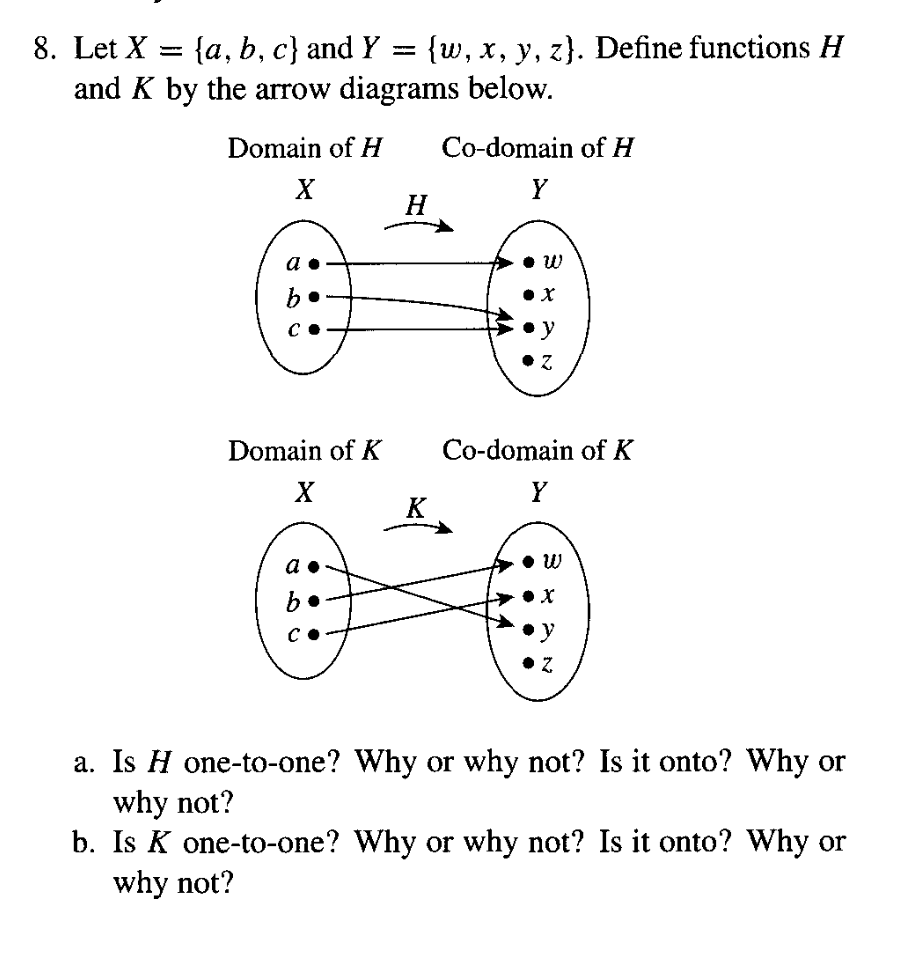 8. Let X = {a, b, c} and Y = {w, x, y, z}. Define functions H
and K by the arrow diagrams below.
Domain of H Co-domain of H
X Y
H
a w
b x
c y
z
Domain of K Co-domain of K
X Y
K
a w
b x
c y
z
a. Is H one-to-one? Why or why not? Is it onto? Why or
why not?
b. Is K one-to-one? Why or why not? Is it onto? Why or
why not?